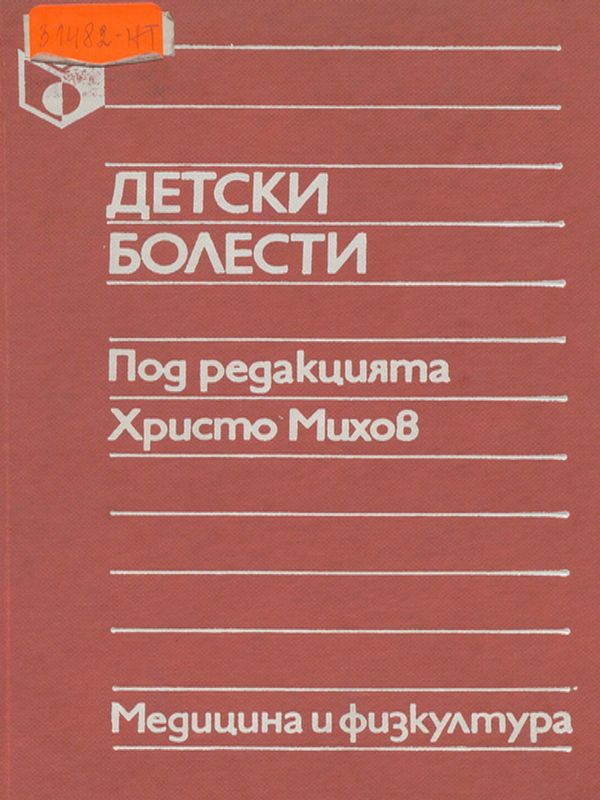 31482-НТ
ДЕТСКИ
БОЛЕСТИ
Под редакцията
Христо Михов
Медицина и физкултура